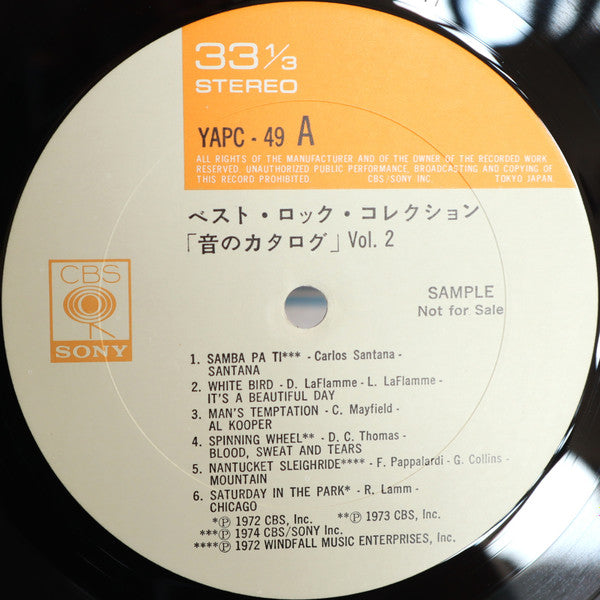 33 1/3
STEREO
YAPC - 49 A
ALL RIGHTS OF THE MANUFACTURER AND OF THE OWNER OF THE RECORDED WORK
RESERVED. UNAUTHORIZED PUBLIC PERFORMANCE, BROADCASTING AND COPYING OF
THIS RECORD PROHIBITED. CBS/SONY INC. TOKYO JAPAN.
ベスト・ロック・コレクション
「音のカタログ」Vol. 2
CBS
SONY
SAMPLE
Not for Sale
1. SAMBA PA TI*** - Carlos Santana -
SANTANA
2. WHITE BIRD - D. LaFlamme - L. LaFlamme -
IT'S A BEAUTIFUL DAY
3. MAN'S TEMPTATION - C. Mayfield -
AL KOOPER
4. SPINNING WHEEL** - D. C. Thomas -
BLOOD, SWEAT AND TEARS
5. NANTUCKET SLEIGHRIDE**** - F. Pappalardi - G. Collins -
MOUNTAIN
6. SATURDAY IN THE PARK* - R. Lamm -
CHICAGO
*℗ 1972 CBS, Inc. **℗ 1973 CBS, Inc.
***℗ 1974 CBS/SONY Inc.
****℗ 1972 WINDFALL MUSIC ENTERPRISES, Inc.